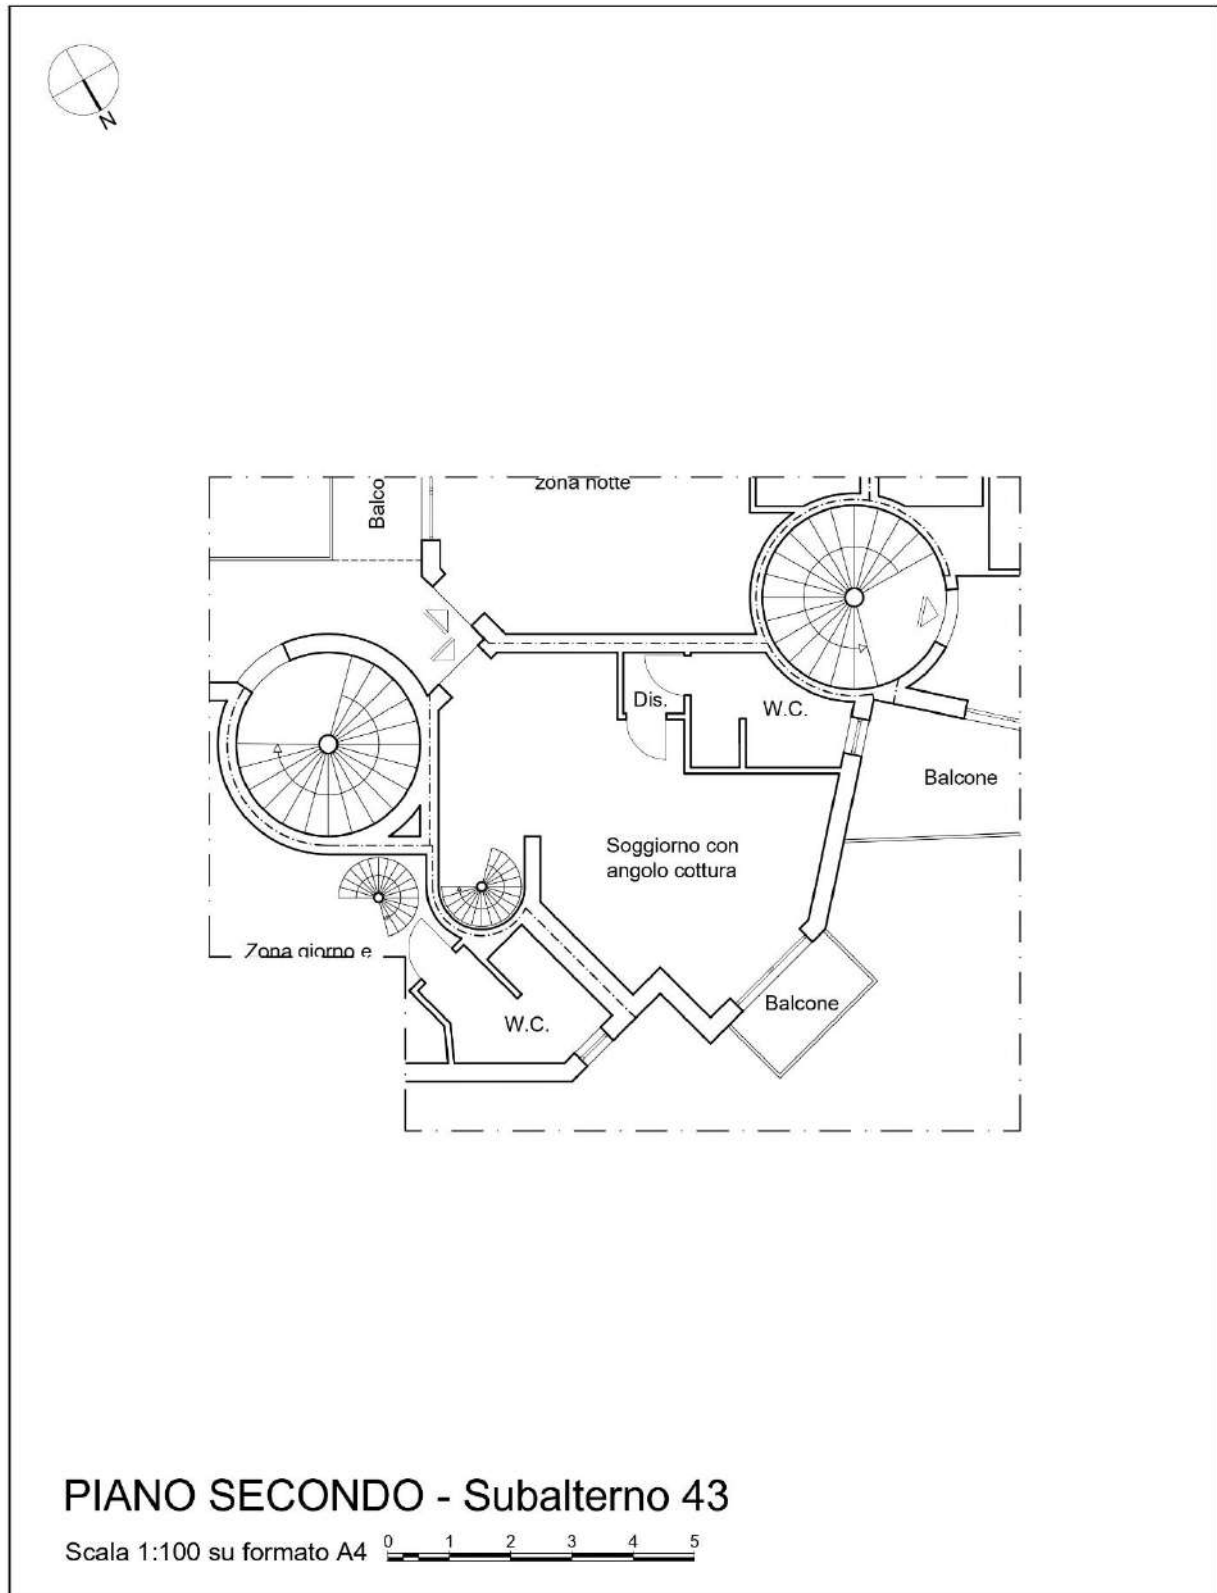 N
zona notte
Balco
Dis.
W.C.
Balcone
Soggiorno con
angolo cottura
Zona giorno e
Balcone
W.C.
PIANO SECONDO - Subalterno 43
Scala 1:100 su formato A4
0 1 2 3 4 5